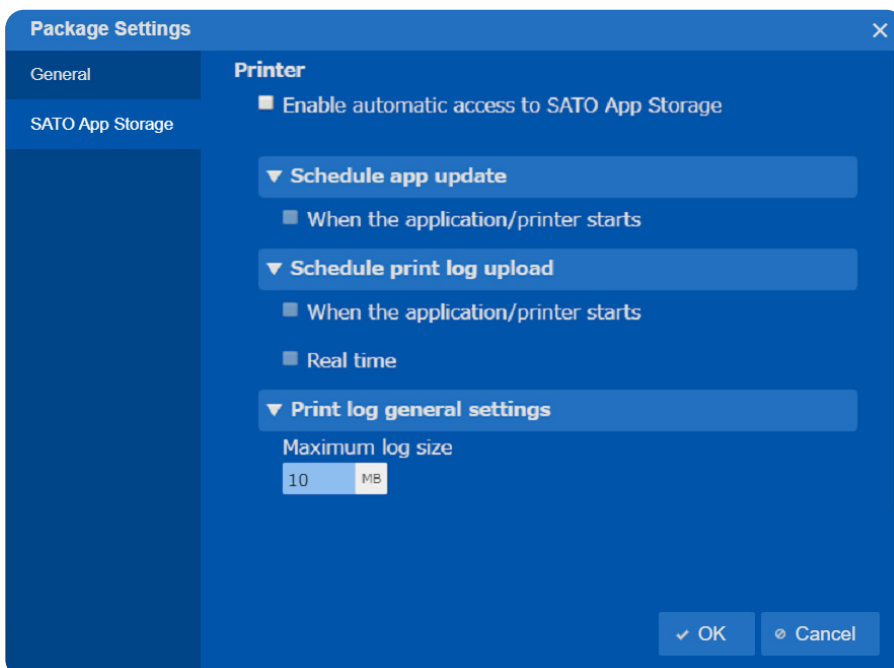 Package Settings
General
SATO App Storage
Printer
Enable automatic access to SATO App Storage
Schedule app update
When the application/printer starts
Schedule print log upload
When the application/printer starts
Real time
Print log general settings
Maximum log size
10 MB
OK Cancel